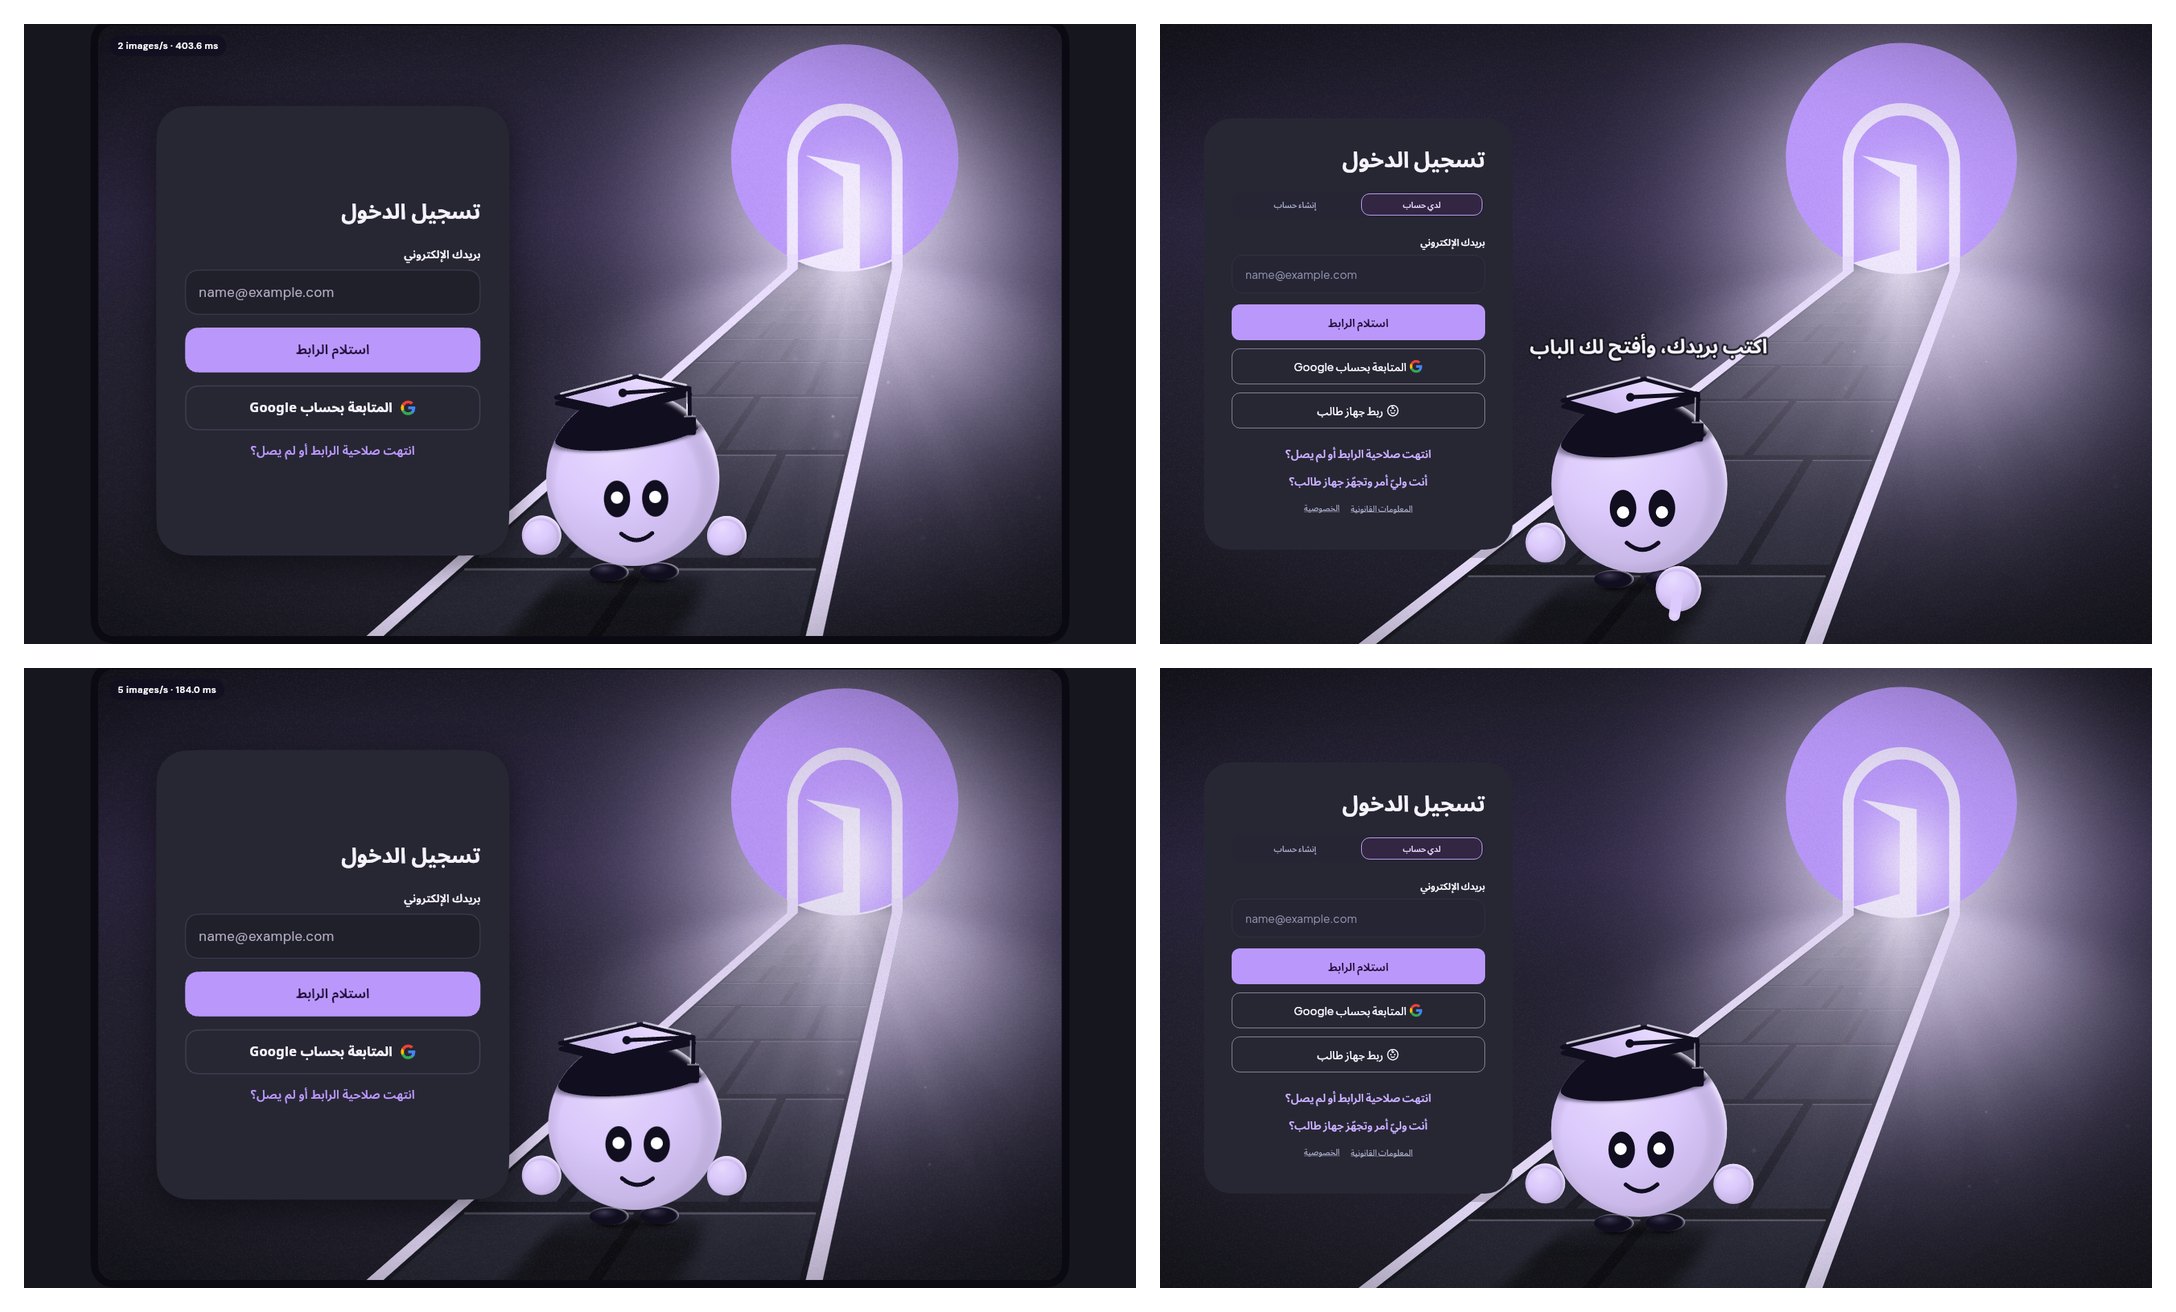 2 images/s · 403.6 ms
تسجيل الدخول
بريدك الإلكتروني
name@example.com
استلام الرابط
المتابعة بحساب Google
انتهت صلاحية الرابط أو لم يصل؟
تسجيل الدخول
لدي حساب
إنشاء حساب
بريدك الإلكتروني
name@example.com
استلام الرابط
المتابعة بحساب Google
ربط جهاز طالب
انتهت صلاحية الرابط أو لم يصل؟
أنت وليّ أمر وتجهّز جهاز طالب؟
المعلومات القانونية الخصوصية
اكتب بريدك، وأفتح لك الباب
5 images/s · 184.0 ms
تسجيل الدخول
بريدك الإلكتروني
name@example.com
استلام الرابط
المتابعة بحساب Google
انتهت صلاحية الرابط أو لم يصل؟
تسجيل الدخول
لدي حساب
إنشاء حساب
بريدك الإلكتروني
name@example.com
استلام الرابط
المتابعة بحساب Google
ربط جهاز طالب
انتهت صلاحية الرابط أو لم يصل؟
أنت وليّ أمر وتجهّز جهاز طالب؟
المعلومات القانونية الخصوصية